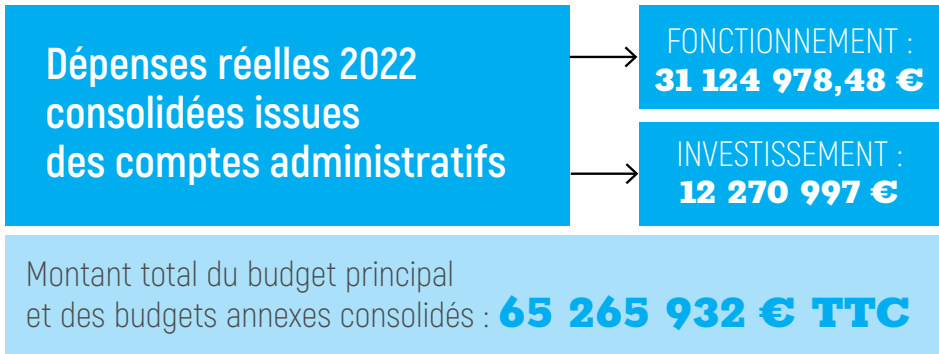 Dépenses réelles 2022
consolidées issues
des comptes administratifs
FONCTIONNEMENT :
31 124 978,48 €
INVESTISSEMENT :
12 270 997 €
Montant total du budget principal
et des budgets annexes consolidés : 65 265 932 € TTC